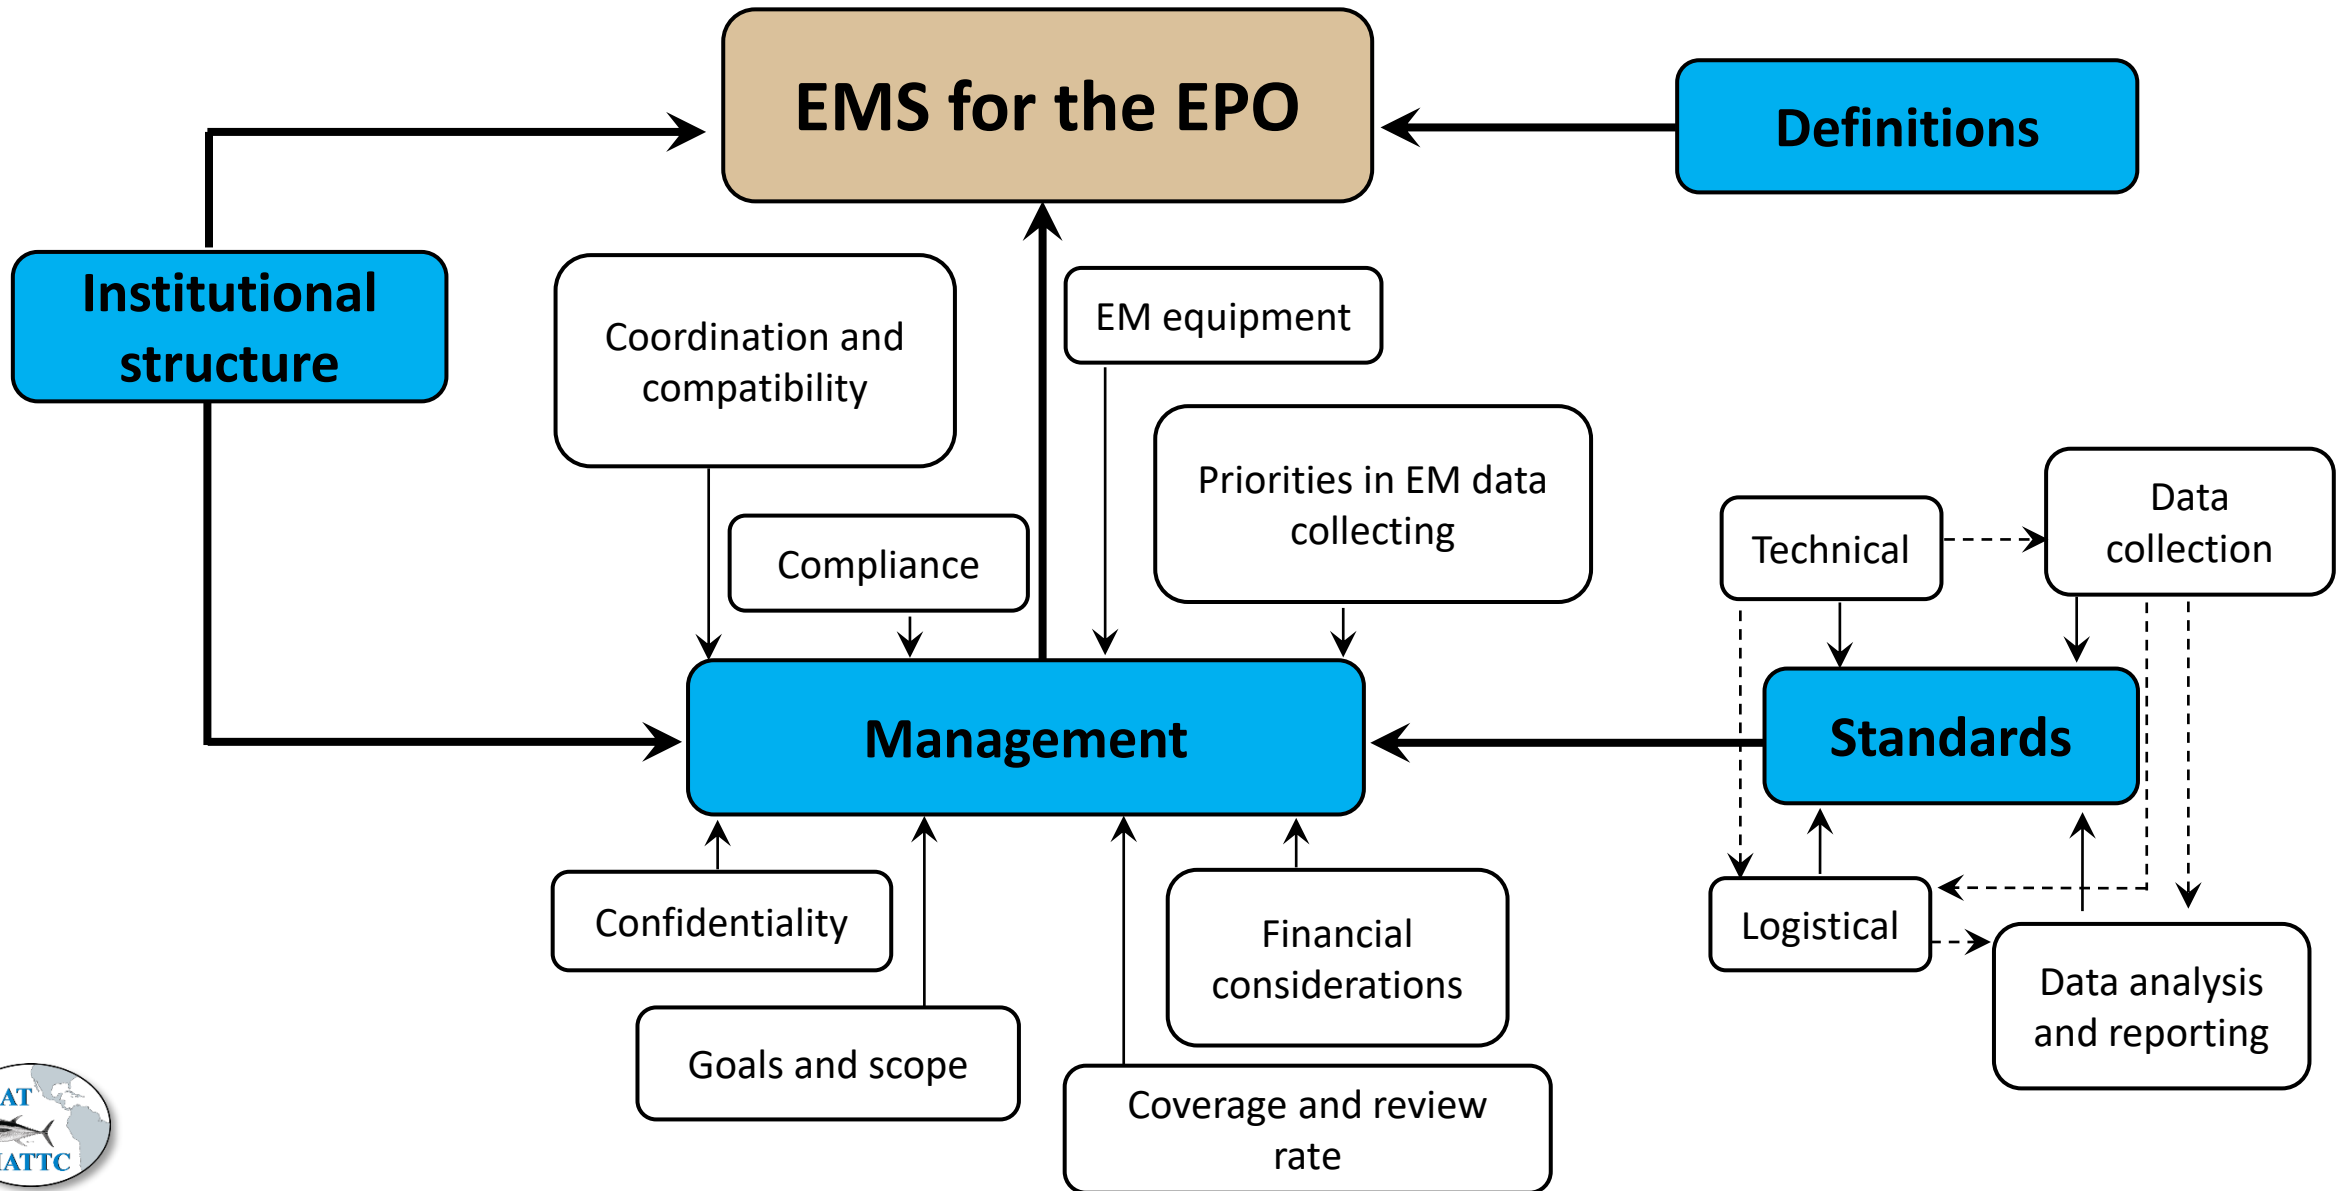 EMS for the EPO
Definitions
Institutional
structure
Coordination and
compatibility
EM equipment
Priorities in EM data
collecting
Compliance
Technical
Data
collection
Management
Standards
Confidentiality
Logistical
Financial
considerations
Goals and scope
Data analysis
and reporting
Coverage and review
rate